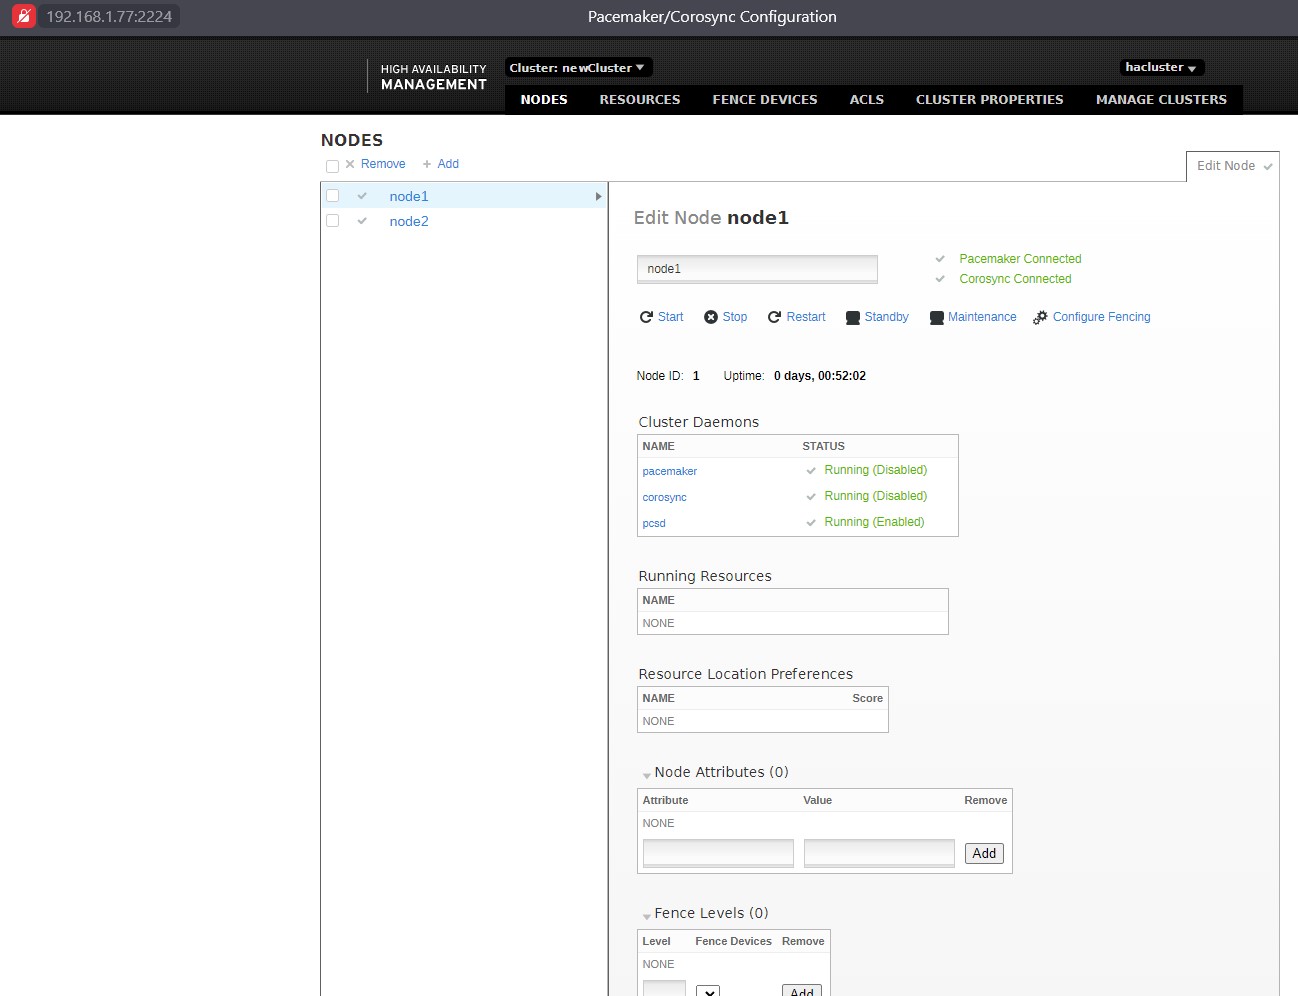 192.168.1.77:2224
Pacemaker/Corosync Configuration
HIGH AVAILABILITY
MANAGEMENT
Cluster: newCluster
hacluster
NODES RESOURCES FENCE DEVICES ACLS CLUSTER PROPERTIES MANAGE CLUSTERS
NODES
Remove Add
Edit Node
node1
node2
Edit Node node1
node1
Pacemaker Connected
Corosync Connected
Start Stop Restart Standby Maintenance Configure Fencing
Node ID: 1 Uptime: 0 days, 00:52:02
Cluster Daemons
NAME STATUS
pacemaker Running (Disabled)
corosync Running (Disabled)
pcsd Running (Enabled)
Running Resources
NAME
NONE
Resource Location Preferences
NAME Score
NONE
Node Attributes (0)
Attribute Value Remove
NONE
Add
Fence Levels (0)
Level Fence Devices Remove
NONE
Add